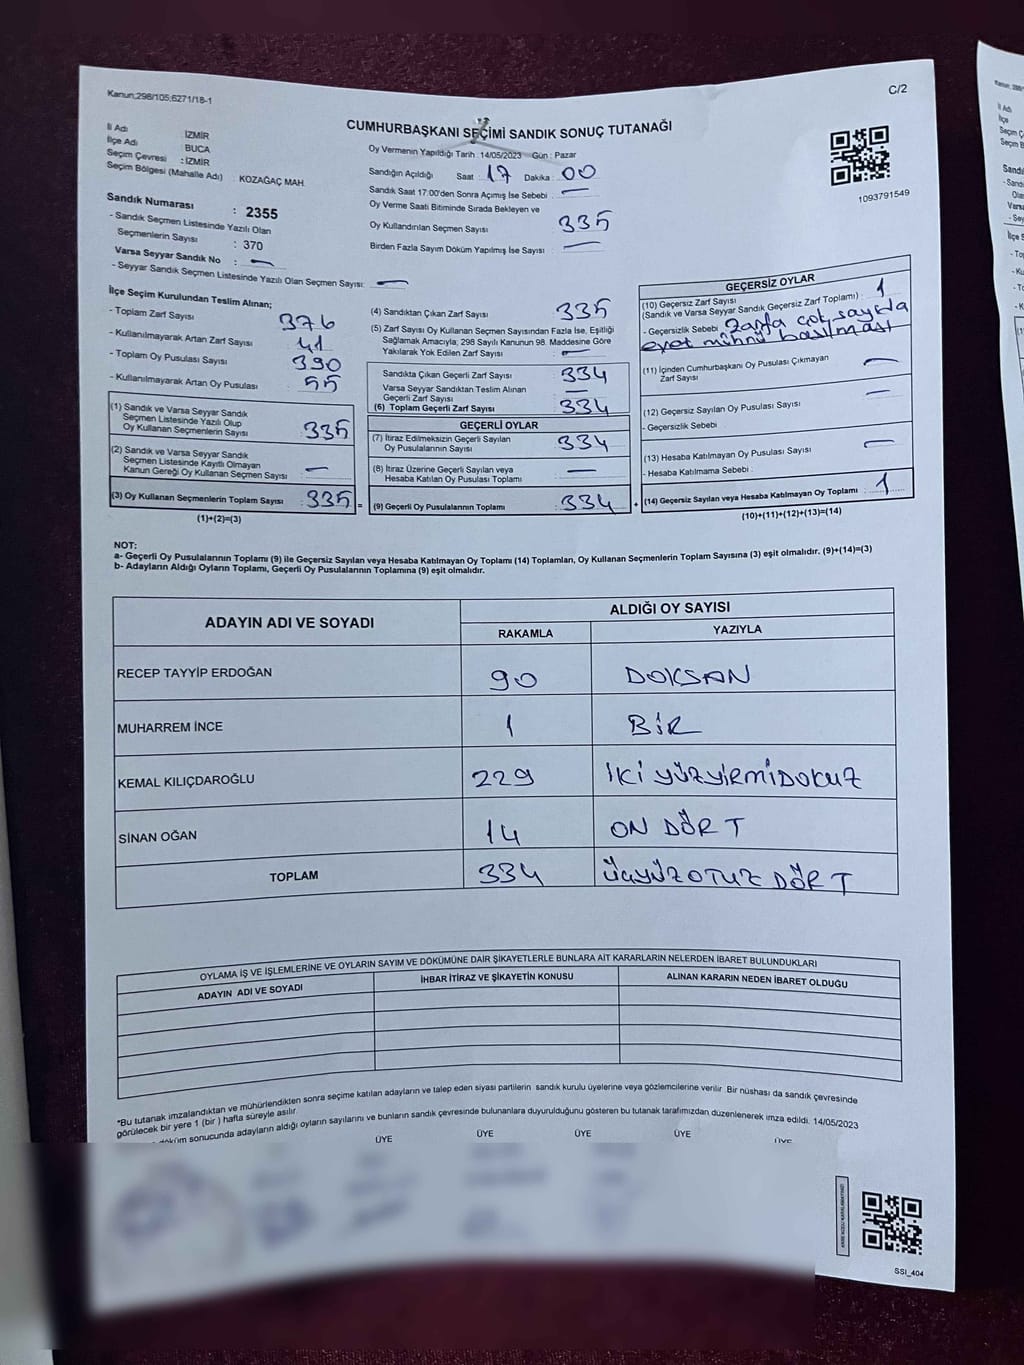 Kanun;298/105;6271/18-1
C/2
CUMHURBAŞKANI SEÇİMİ SANDIK SONUÇ TUTANAĞI
İl Adı İZMİR
İlçe Adı BUCA
Seçim Çevresi : İZMİR
Seçim Bölgesi (Mahalle Adı) . KOZAĞAÇ MAH.
Sandık Numarası : 2355
- Sandık Seçmen Listesinde Yazılı Olan
Seçmenlerin Sayısı : 370
Varsa Seyyar Sandık No : —
- Seyyar Sandık Seçmen Listesinde Yazılı Olan Seçmen Sayısı: —
Oy Vermenin Yapıldığı Tarih : 14/05/2023 Gün : Pazar
Sandığın Açıldığı Saat : 17 Dakika : 00
Sandık Saat 17.00'den Sonra Açımış İse Sebebi : —
Oy Verme Saati Bitiminde Sırada Bekleyen ve
Oy Kullandırılan Seçmen Sayısı 335
Birden Fazla Sayım Döküm Yapılmış İse Sayısı —
1093791549
İlçe Seçim Kurulundan Teslim Alınan;
- Toplam Zarf Sayısı 376
- Kullanılmayarak Artan Zarf Sayısı 41
- Toplam Oy Pusulası Sayısı 390
- Kullanılmayarak Artan Oy Pusulası 55
(1) Sandık ve Varsa Seyyar Sandık
Seçmen Listesinde Yazılı Olup
Oy Kullanan Seçmenlerin Sayısı 335
(2) Sandık ve Varsa Seyyar Sandık
Seçmen Listesinde Kayıtlı Olmayan
Kanun Gereği Oy Kullanan Seçmen Sayısı —
(3) Oy Kullanan Seçmenlerin Toplam Sayısı 335 =
(1)+(2)=(3)
(4) Sandıktan Çıkan Zarf Sayısı 335
(5) Zarf Sayısı Oy Kullanan Seçmen Sayısından Fazla İse, Eşitliği
Sağlamak Amacıyla; 298 Sayılı Kanunun 98. Maddesine Göre
Yakılarak Yok Edilen Zarf Sayısı —
Sandıkta Çıkan Geçerli Zarf Sayısı 334
Varsa Seyyar Sandıktan Teslim Alınan
Geçerli Zarf Sayısı —
(6) Toplam Geçerli Zarf Sayısı 334
GEÇERLİ OYLAR
(7) İtiraz Edilmeksizin Geçerli Sayılan
Oy Pusulalarının Sayısı 334
(8) İtiraz Üzerine Geçerli Sayılan veya
Hesaba Katılan Oy Pusulası Toplamı —
(9) Geçerli Oy Pusulalarının Toplamı 334 +
GEÇERSİZ OYLAR
(10) Geçersiz Zarf Sayısı
(Sandık ve Varsa Seyyar Sandık Geçersiz Zarf Toplamı) : 1
- Geçersizlik Sebebi Zarfa çok sayıda
evet mührü basılması
(11) İçinden Cumhurbaşkanı Oy Pusulası Çıkmayan
Zarf Sayısı —
(12) Geçersiz Sayılan Oy Pusulası Sayısı —
- Geçersizlik Sebebi
(13) Hesaba Katılmayan Oy Pusulası Sayısı —
- Hesaba Katılmama Sebebi :
(14) Geçersiz Sayılan veya Hesaba Katılmayan Oy Toplamı 1
(10)+(11)+(12)+(13)=(14)
NOT:
a- Geçerli Oy Pusulalarının Toplamı (9) ile Geçersiz Sayılan veya Hesaba Katılmayan Oy Toplamı (14) Toplamları, Oy Kullanan Seçmenlerin Toplam Sayısına (3) eşit olmalıdır. (9)+(14)=(3)
b- Adayların Aldığı Oyların Toplamı, Geçerli Oy Pusulalarının Toplamına (9) eşit olmalıdır.
ADAYIN ADI VE SOYADI ALDIĞI OY SAYISI
RAKAMLA YAZIYLA
RECEP TAYYİP ERDOĞAN 90 DOKSAN
MUHARREM İNCE 1 BİR
KEMAL KILIÇDAROĞLU 229 İKİ YÜZYİRMİDOKUZ
SİNAN OĞAN 14 ON DÖRT
TOPLAM 334 ÜÇYÜZOTUZ DÖRT
OYLAMA İŞ VE İŞLEMLERİNE VE OYLARIN SAYIM VE DÖKÜMÜNE DAİR ŞİKAYETLERLE BUNLARA AİT KARARLARIN NELERDEN İBARET BULUNDUKLARI
ADAYIN ADI VE SOYADI İHBAR İTİRAZ VE ŞİKAYETİN KONUSU ALINAN KARARIN NEDEN İBARET OLDUĞU
*Bu tutanak imzalandıktan ve mühürlendikten sonra seçime katılan adayların ve talep eden siyasi partilerin sandık kurulu üyelerine veya gözlemcilerine verilir. Bir nüshası da sandık çevresinde
görülecek bir yere 1 (bir ) hafta süreyle asılır.
döküm sonucunda adayların aldığı oyların sayılarını ve bunların sandık çevresinde bulunanlara duyurulduğunu gösteren bu tutanak tarafımızdan düzenlenerek imza edildi. 14/05/2023
ÜYE ÜYE ÜYE ÜYE ÜYE
SSI_404